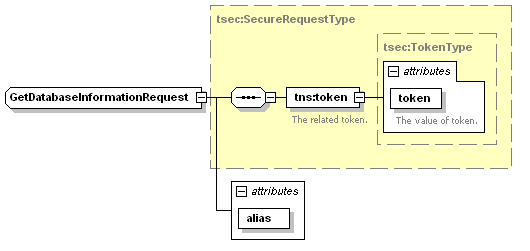 tsec:SecureRequestType
tsec:TokenType
attributes
GetDatabaseInformationRequest
tns:token
token
The related token.
The value of token.
attributes
alias